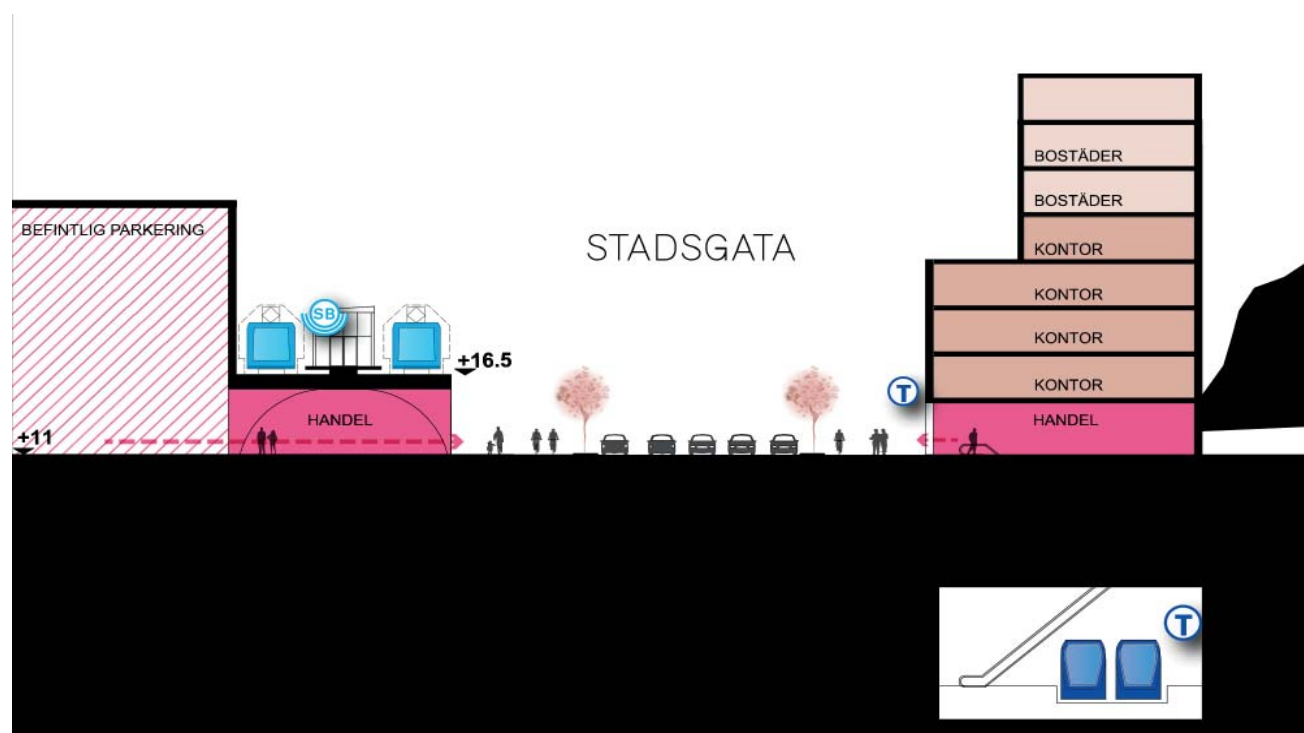 BOSTÄDER
BOSTÄDER
BEFINTLIG PARKERING
STADSGATA
KONTOR
KONTOR
SB
KONTOR
+16.5
KONTOR
T
HANDEL
HANDEL
+11
T